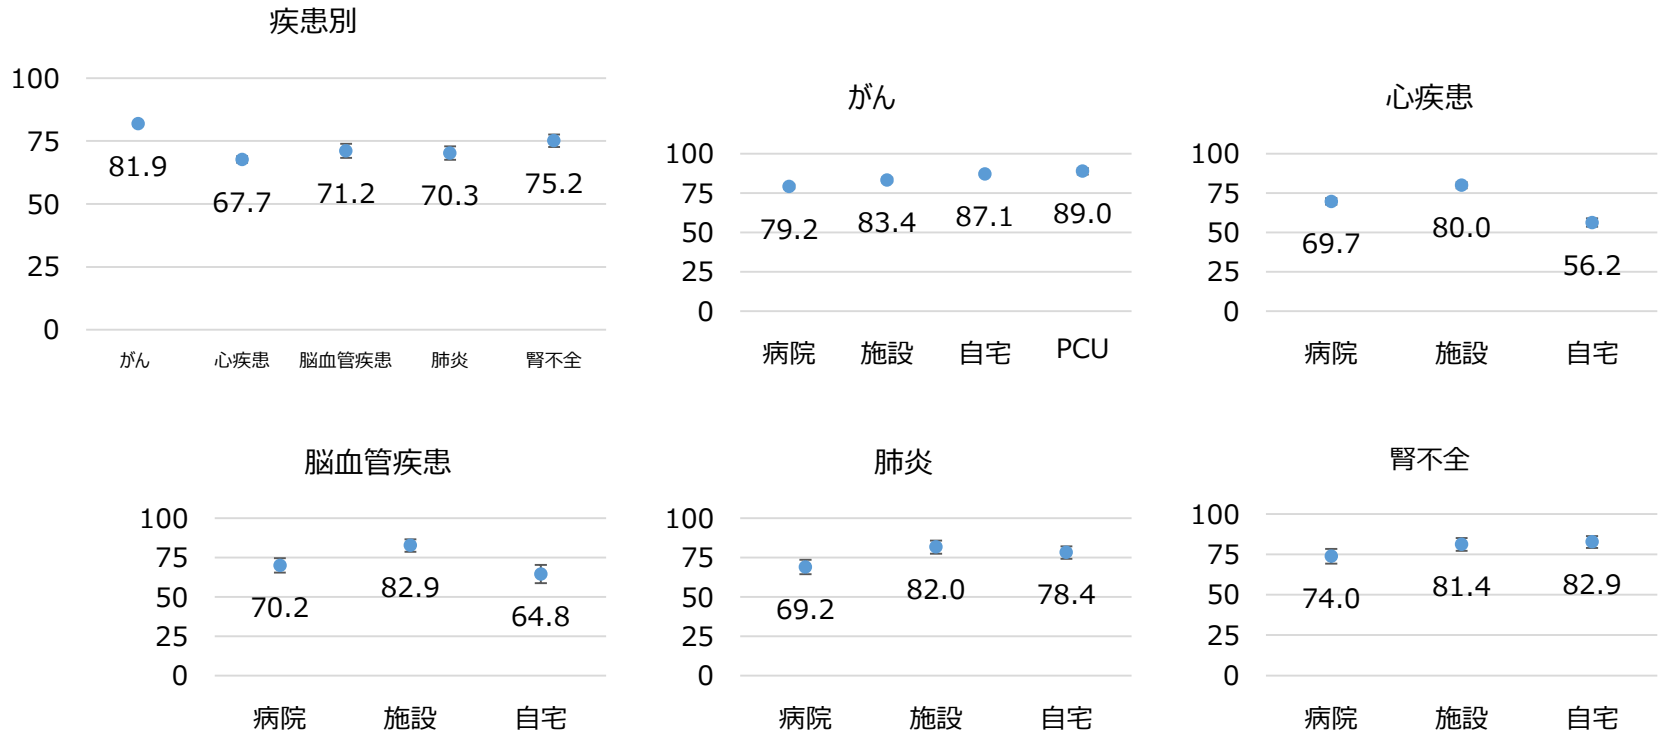 疾患別
100
75
50
25
0
81.9
67.7
71.2
70.3
75.2
がん
心疾患
脳血管疾患
肺炎
腎不全
がん
100
75
50
25
0
79.2
83.4
87.1
89.0
病院
施設
自宅
PCU
心疾患
100
75
50
25
0
69.7
80.0
56.2
病院
施設
自宅
脳血管疾患
100
75
50
25
0
70.2
82.9
64.8
病院
施設
自宅
肺炎
100
75
50
25
0
69.2
82.0
78.4
病院
施設
自宅
腎不全
100
75
50
25
0
74.0
81.4
82.9
病院
施設
自宅